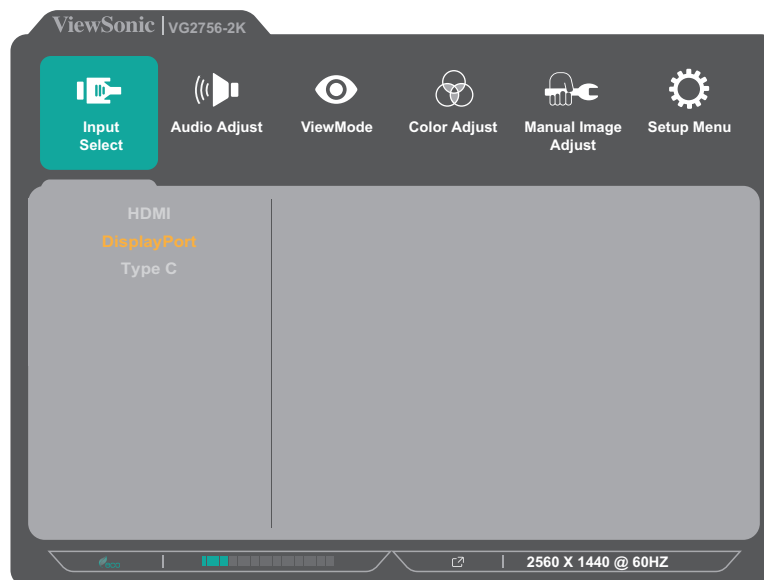 ViewSonic | VG2756-2K
Input Select
Audio Adjust
ViewMode
Color Adjust
Manual Image Adjust
Setup Menu
HDMI
DisplayPort
Type C
eco
2560 X 1440 @ 60HZ